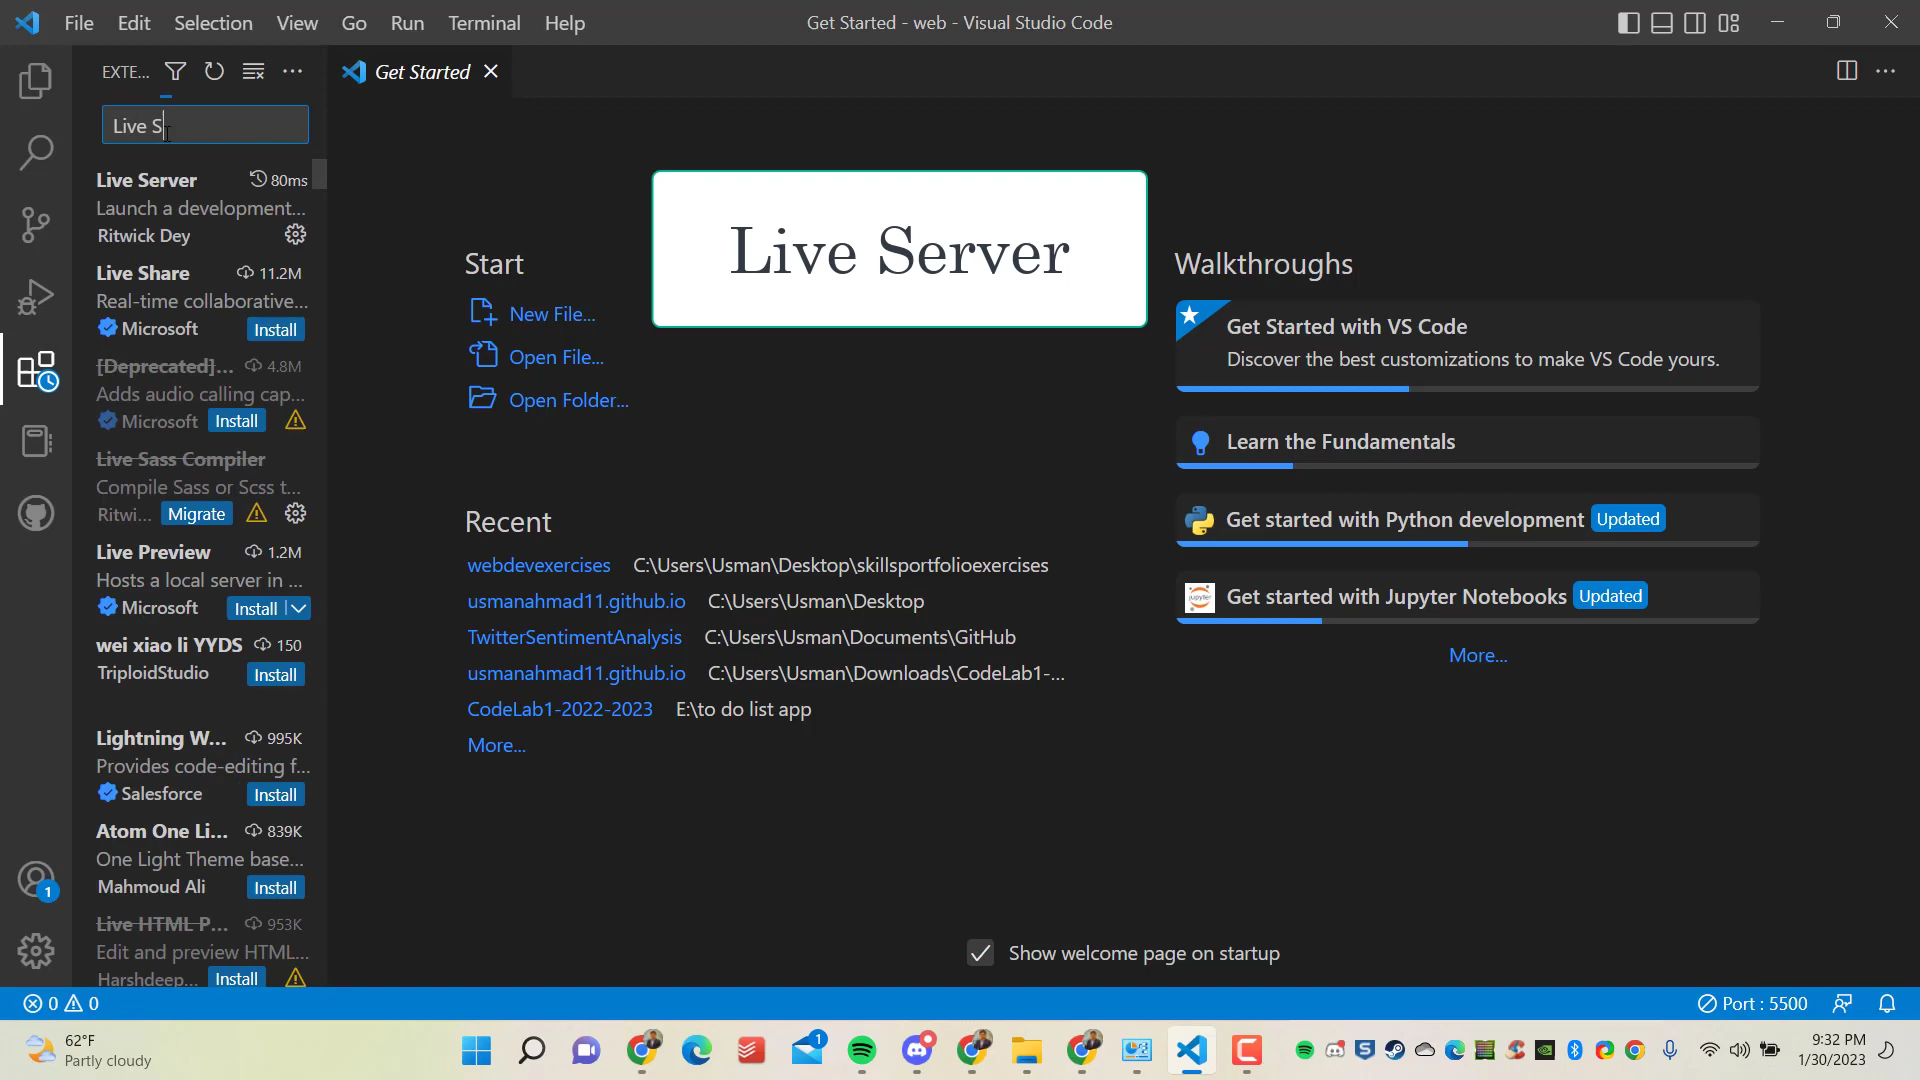 File Edit Selection View Go Run Terminal Help
Get Started - web - Visual Studio Code
EXTE...
Get Started
Live S
Live Server 80ms
Launch a development...
Ritwick Dey
Live Share 11.2M
Real-time collaborative...
Microsoft Install
[Deprecated]... 4.8M
Adds audio calling cap...
Microsoft Install
Live Sass Compiler
Compile Sass or Scss t...
Ritwi... Migrate
Live Preview 1.2M
Hosts a local server in ...
Microsoft Install
wei xiao li YYDS 150
TriploidStudio Install
Lightning W... 995K
Provides code-editing f...
Salesforce Install
Atom One Li... 839K
One Light Theme base...
Mahmoud Ali Install
Live HTML P... 953K
Edit and preview HTML...
Harshdeep... Install
1
Live Server
Start
New File...
Open File...
Open Folder...
Recent
webdevexercises C:\Users\Usman\Desktop\skillsportfolioexercises
usmanahmad11.github.io C:\Users\Usman\Desktop
TwitterSentimentAnalysis C:\Users\Usman\Documents\GitHub
usmanahmad11.github.io C:\Users\Usman\Downloads\CodeLab1-...
CodeLab1-2022-2023 E:\to do list app
More...
Walkthroughs
Get Started with VS Code
Discover the best customizations to make VS Code yours.
Learn the Fundamentals
Get started with Python development Updated
jupyter
Get started with Jupyter Notebooks Updated
More...
Show welcome page on startup
0 0
Port : 5500
62°F
Partly cloudy
1
9:32 PM
1/30/2023